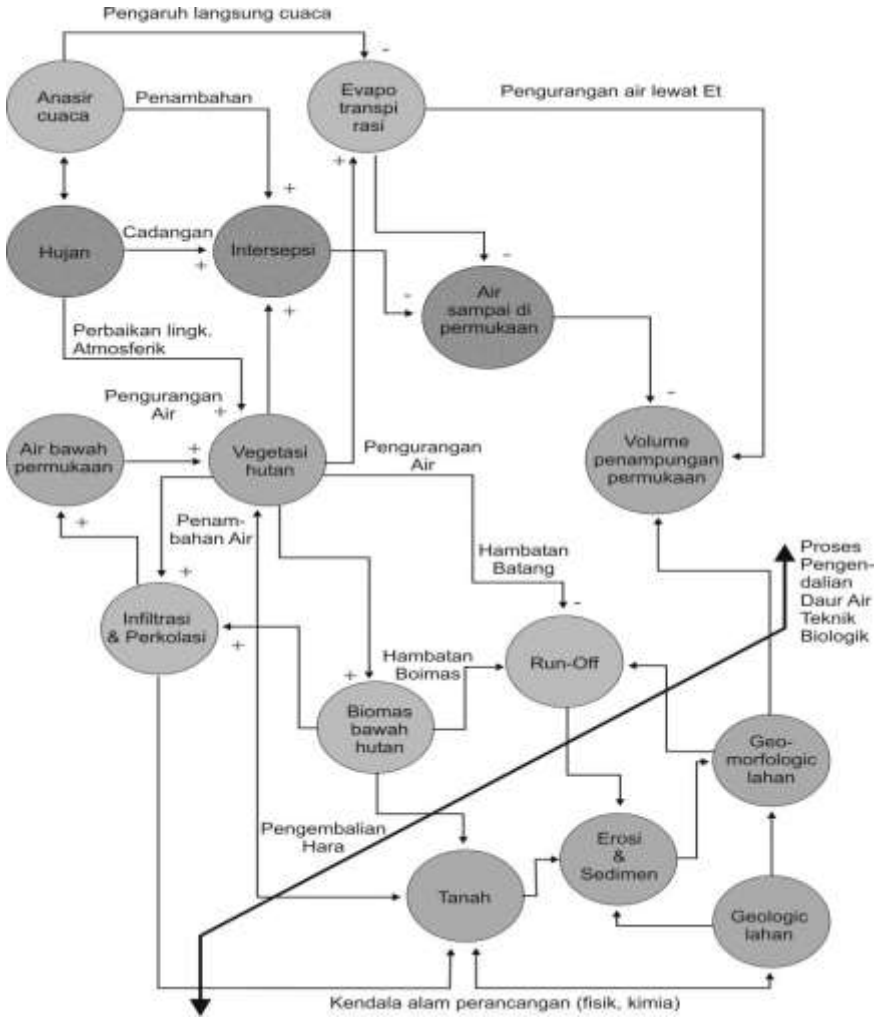 Pengaruh langsung cuaca
-
Anasir
cuaca
Penambahan
Evapo
transpi
rasi
Pengurangan air lewat Et
+
+
Hujan
Cadangan
+
Intersepsi
-
-
Air
sampai di
permukaan
+
Perbaikan lingk.
Atmosferik
-
Pengurangan
Air
+
Air bawah
permukaan
+
Vegetasi
hutan
Pengurangan
Air
Volume
penampungan
permukaan
+
Penam-
bahan Air
+
Hambatan
Batang
-
Proses
Pengen-
dalian
Daur Air
Teknik
Biologik
Infiltrasi
& Perkolasi
+
+
Hambatan
Boimas
Run-Off
Biomas
bawah
hutan
Geo-
morfologic
lahan
Pengembalian
Hara
Erosi
&
Sedimen
Tanah
Geologic
lahan
Kendala alam perancangan (fisik, kimia)